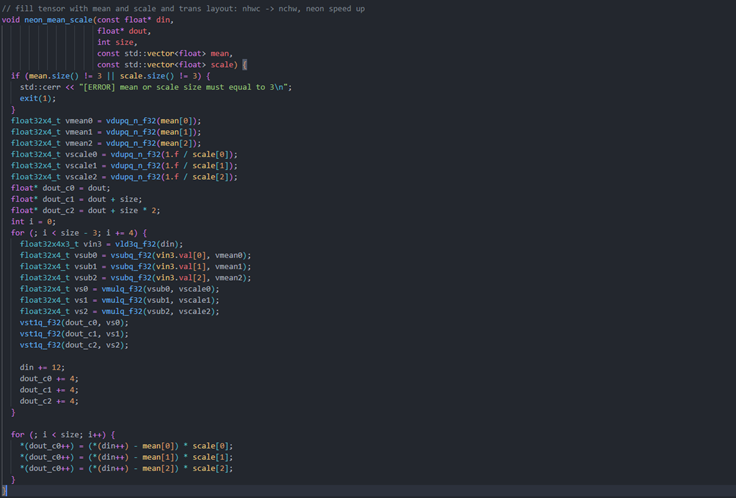 // fill tensor with mean and scale and trans layout: nhwc -> nchw, neon speed up
void neon_mean_scale(const float* din,
                     float* dout,
                     int size,
                     const std::vector<float> mean,
                     const std::vector<float> scale) {
  if (mean.size() != 3 || scale.size() != 3) {
    std::cerr << "[ERROR] mean or scale size must equal to 3\n";
    exit(1);
  }
  float32x4_t vmean0 = vdupq_n_f32(mean[0]);
  float32x4_t vmean1 = vdupq_n_f32(mean[1]);
  float32x4_t vmean2 = vdupq_n_f32(mean[2]);
  float32x4_t vscale0 = vdupq_n_f32(1.f / scale[0]);
  float32x4_t vscale1 = vdupq_n_f32(1.f / scale[1]);
  float32x4_t vscale2 = vdupq_n_f32(1.f / scale[2]);
  float* dout_c0 = dout;
  float* dout_c1 = dout + size;
  float* dout_c2 = dout + size * 2;
  int i = 0;
  for (; i < size - 3; i += 4) {
    float32x4x3_t vin3 = vld3q_f32(din);
    float32x4_t vsub0 = vsubq_f32(vin3.val[0], vmean0);
    float32x4_t vsub1 = vsubq_f32(vin3.val[1], vmean1);
    float32x4_t vsub2 = vsubq_f32(vin3.val[2], vmean2);
    float32x4_t vs0 = vmulq_f32(vsub0, vscale0);
    float32x4_t vs1 = vmulq_f32(vsub1, vscale1);
    float32x4_t vs2 = vmulq_f32(vsub2, vscale2);
    vst1q_f32(dout_c0, vs0);
    vst1q_f32(dout_c1, vs1);
    vst1q_f32(dout_c2, vs2);

    din += 12;
    dout_c0 += 4;
    dout_c1 += 4;
    dout_c2 += 4;
  }

  for (; i < size; i++) {
    *(dout_c0++) = (*(din++) - mean[0]) * scale[0];
    *(dout_c0++) = (*(din++) - mean[1]) * scale[1];
    *(dout_c0++) = (*(din++) - mean[2]) * scale[2];
  }
}